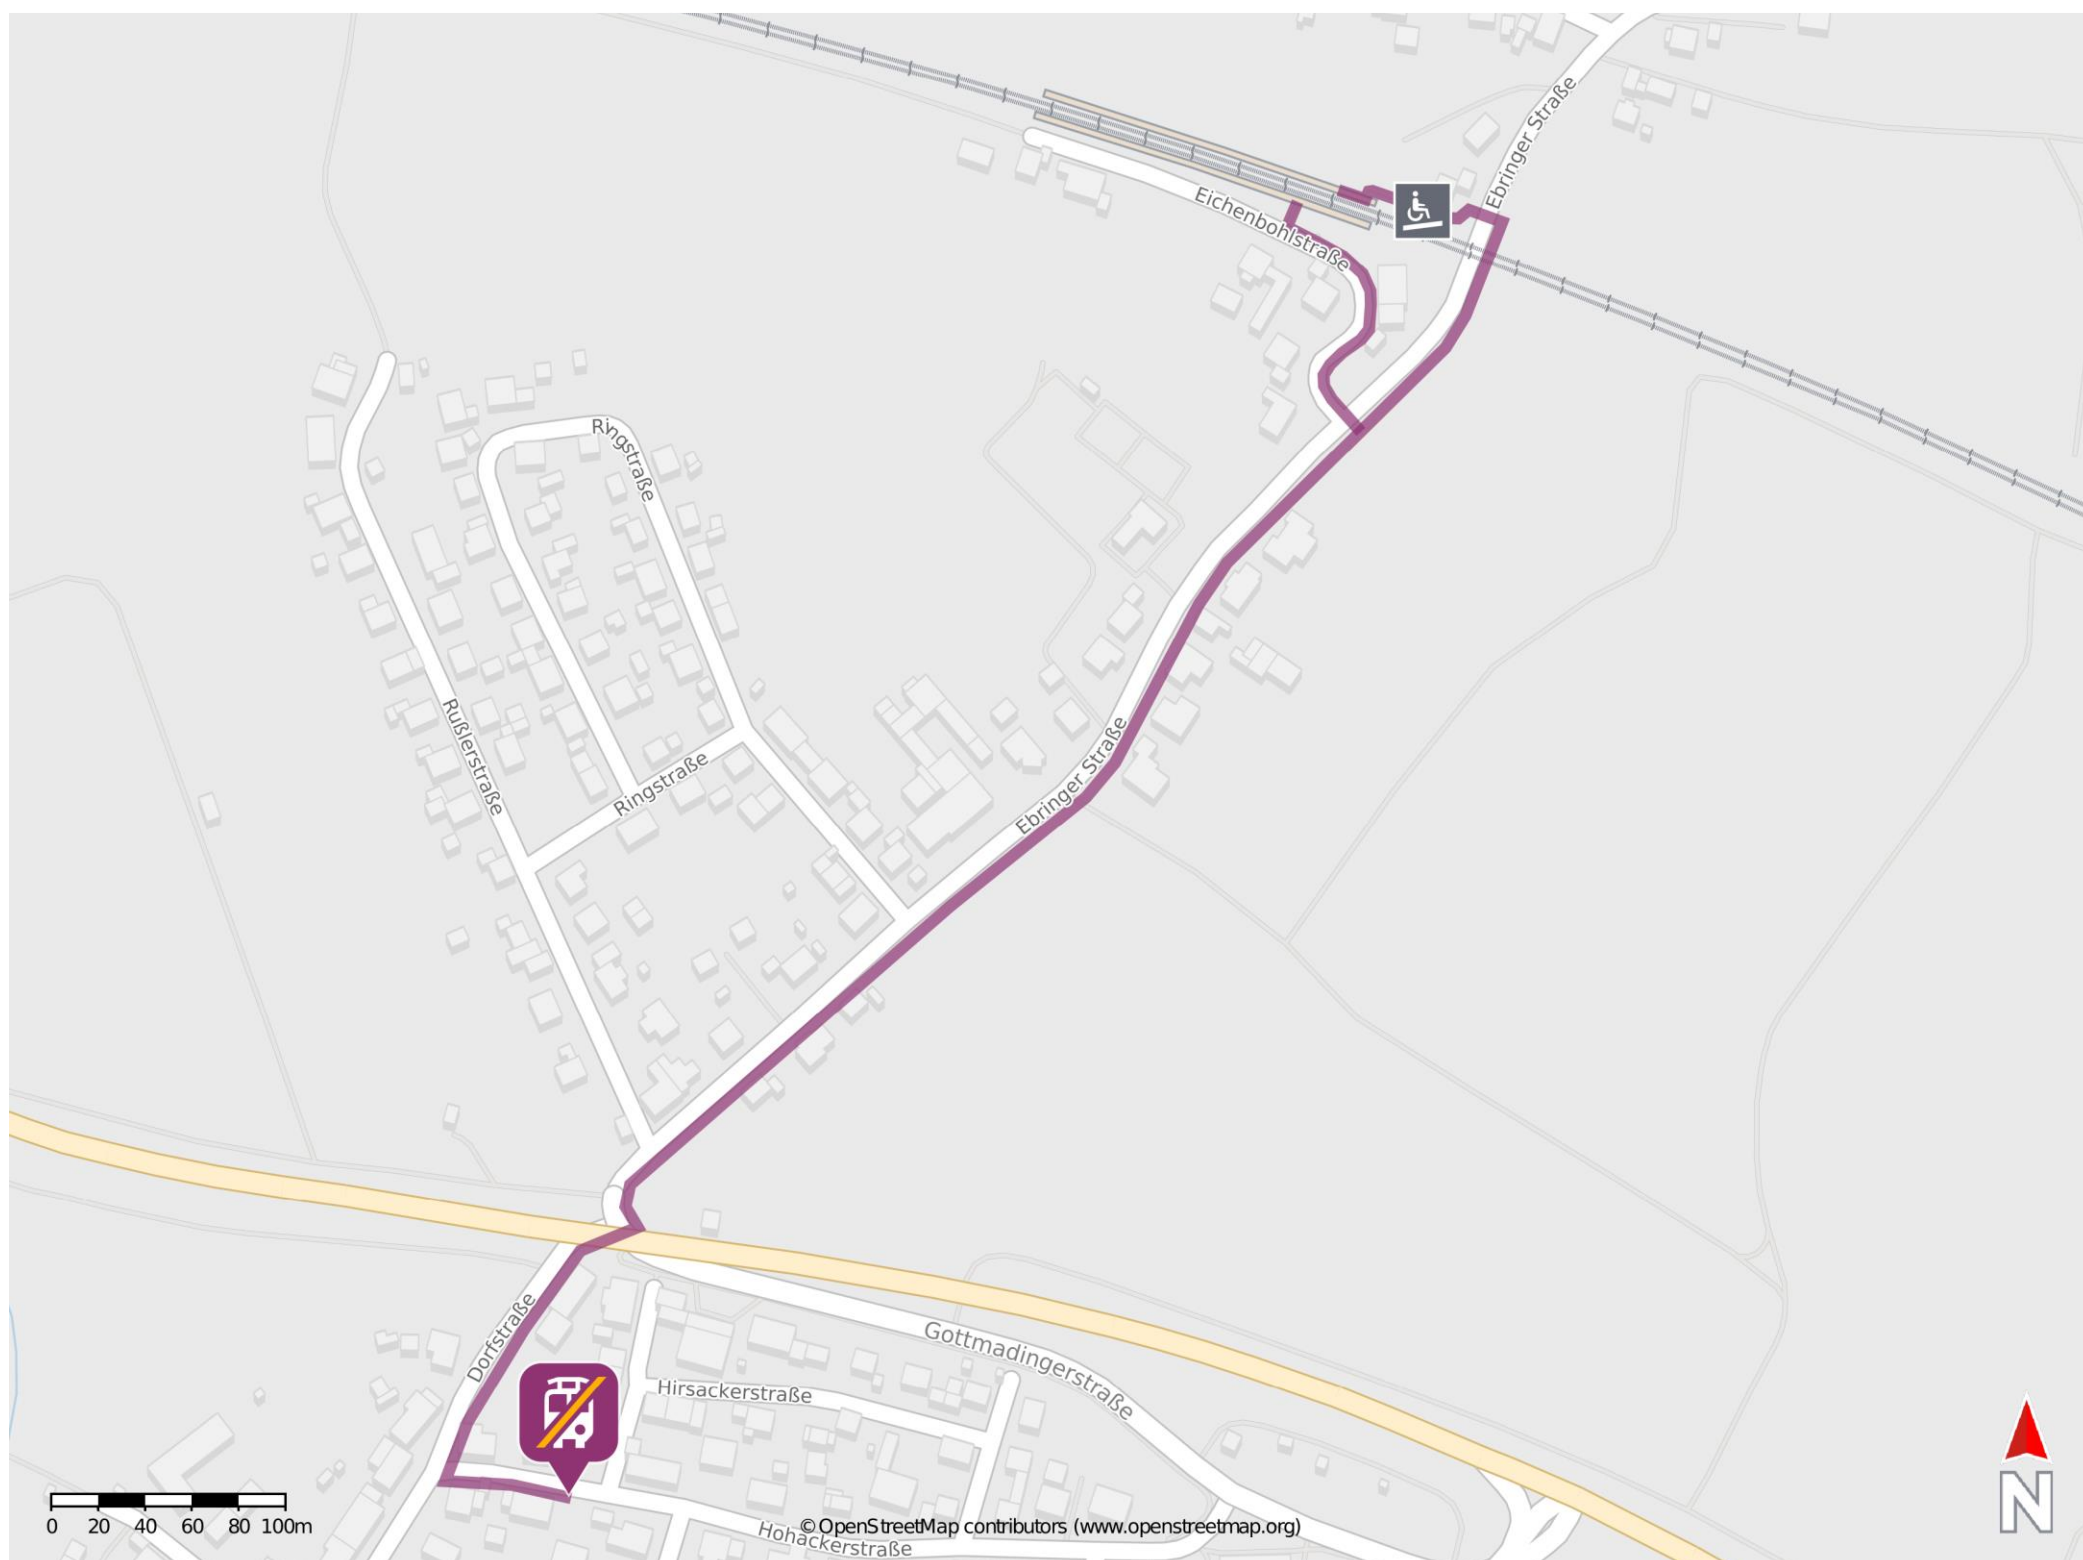 Ebringer Straße
Eichenbohlstraße
Ringstraße
Rußlerstraße
Ringstraße
Ebringer Straße
Dorfstraße
Gottmadingerstraße
Hirsackerstraße
Hohackerstraße
0 20 40 60 80 100m
© OpenStreetMap contributors (www.openstreetmap.org)
N